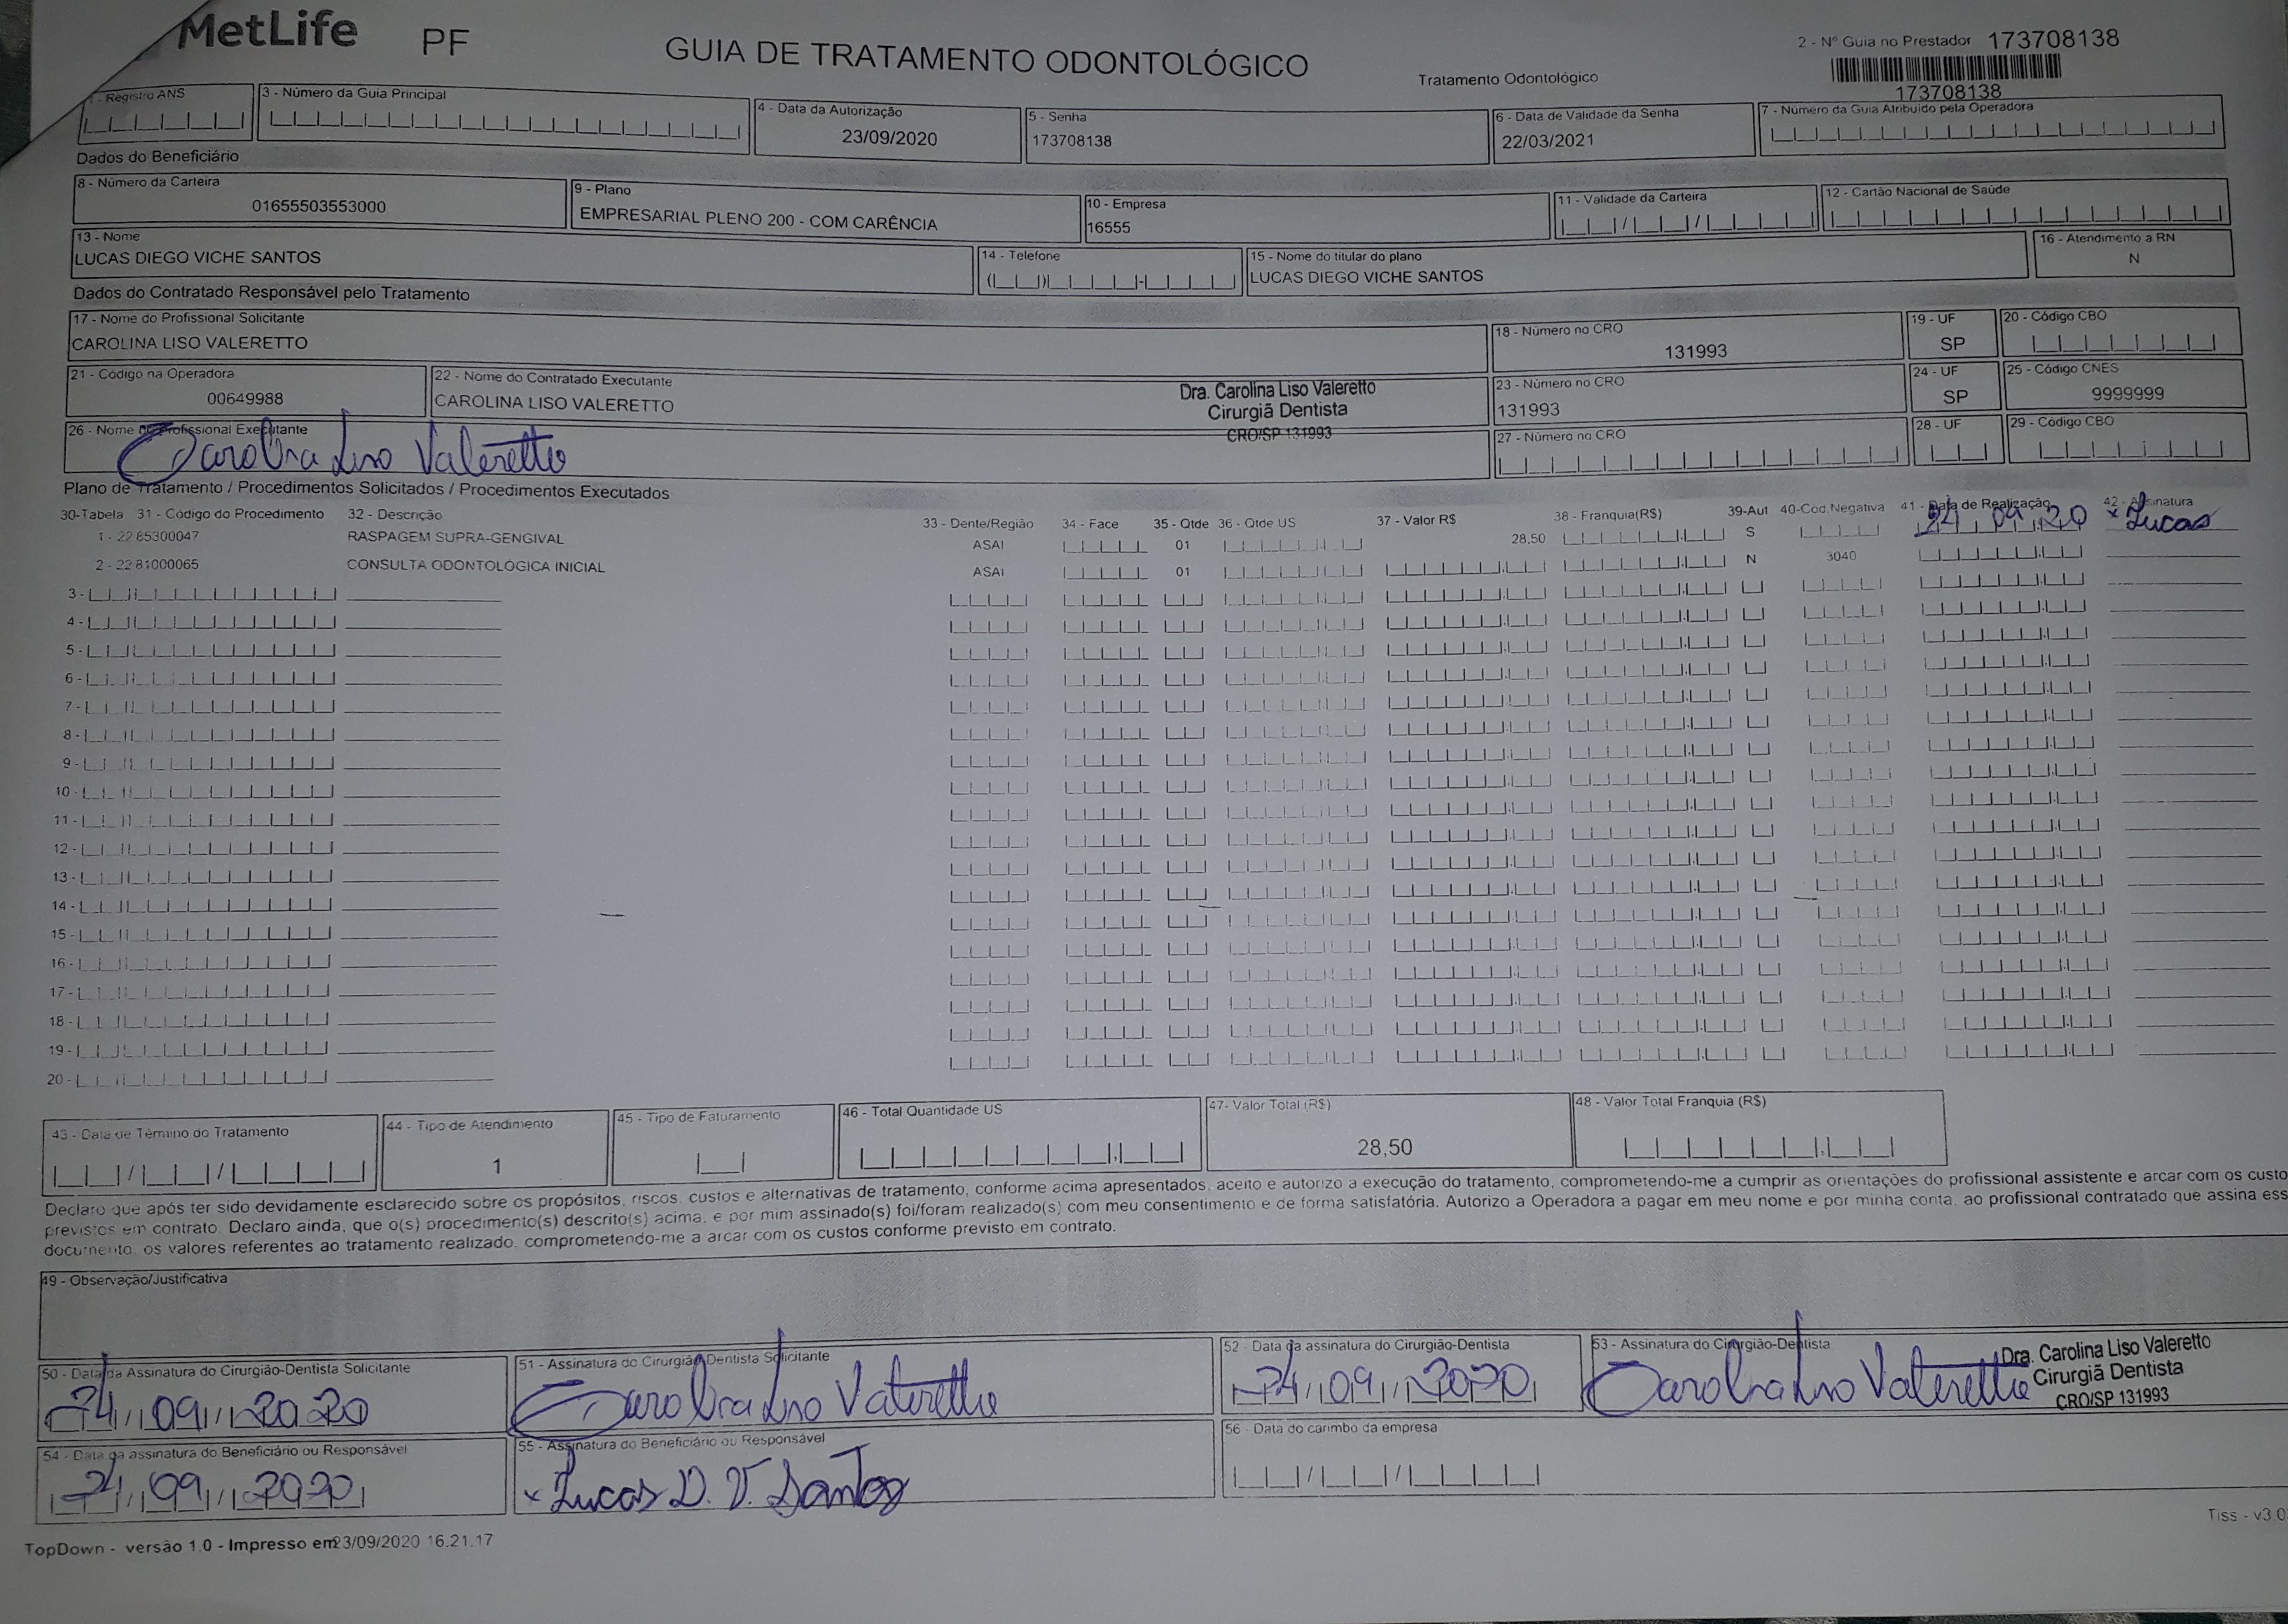 MetLife PF
GUIA DE TRATAMENTO ODONTOLÓGICO
Tratamento Odontológico
2 - Nº Guia no Prestador 173708138
173708138
1 - Registro ANS
3 - Número da Guia Principal
4 - Data da Autorização
23/09/2020
5 - Senha
173708138
6 - Data de Validade da Senha
22/03/2021
7 - Número da Guia Atribuído pela Operadora
Dados do Beneficiário
8 - Número da Carteira
01655503553000
9 - Plano
EMPRESARIAL PLENO 200 - COM CARÊNCIA
10 - Empresa
16555
11 - Validade da Carteira
12 - Cartão Nacional de Saúde
13 - Nome
LUCAS DIEGO VICHE SANTOS
14 - Telefone
15 - Nome do titular do plano
LUCAS DIEGO VICHE SANTOS
16 - Atendimento a RN
N
Dados do Contratado Responsável pelo Tratamento
17 - Nome do Profissional Solicitante
CAROLINA LISO VALERETTO
18 - Número no CRO
131993
19 - UF
SP
20 - Código CBO
21 - Código na Operadora
00649988
22 - Nome do Contratado Executante
CAROLINA LISO VALERETTO
Dra. Carolina Liso Valeretto
Cirurgiã Dentista
CRO/SP 131993
23 - Número no CRO
131993
24 - UF
SP
25 - Código CNES
9999999
26 - Nome do Profissional Executante
Carolina Liso Valeretto
27 - Número no CRO
28 - UF
29 - Código CBO
Plano de Tratamento / Procedimentos Solicitados / Procedimentos Executados
30-Tabela 31 - Código do Procedimento 32 - Descrição 33 - Dente/Região 34 - Face 35 - Qtde 36 - Qtde US 37 - Valor R$ 38 - Franquia(R$) 39-Aut 40-Cod Negativa 41 - Data de Realização 42 - Assinatura
1 - 22 85300047 RASPAGEM SUPRA-GENGIVAL ASAI 01 28,50 S 24 09 20 x Lucas
2 - 22 81000065 CONSULTA ODONTOLÓGICA INICIAL ASAI 01 N 3040
3 -
4 -
5 -
6 -
7 -
8 -
9 -
10 -
11 -
12 -
13 -
14 -
15 -
16 -
17 -
18 -
19 -
20 -
43 - Data de Término do Tratamento
44 - Tipo de Atendimento
1
45 - Tipo de Faturamento
46 - Total Quantidade US
47- Valor Total (R$)
28,50
48 - Valor Total Franquia (R$)
Declaro que após ter sido devidamente esclarecido sobre os propósitos, riscos, custos e alternativas de tratamento, conforme acima apresentados, aceito e autorizo a execução do tratamento, comprometendo-me a cumprir as orientações do profissional assistente e arcar com os custo
previstos em contrato. Declaro ainda, que o(s) procedimento(s) descrito(s) acima, e por mim assinado(s) foi/foram realizado(s) com meu consentimento e de forma satisfatória. Autorizo a Operadora a pagar em meu nome e por minha conta, ao profissional contratado que assina ess
documento, os valores referentes ao tratamento realizado, comprometendo-me a arcar com os custos conforme previsto em contrato.
49 - Observação/Justificativa
50 - Data da Assinatura do Cirurgião-Dentista Solicitante
24 09 2020
51 - Assinatura do Cirurgião-Dentista Solicitante
Carolina Liso Valeretto
52 - Data da assinatura do Cirurgião-Dentista
24 09 2020
53 - Assinatura do Cirurgião-Dentista
Carolina Liso Valeretto
Dra. Carolina Liso Valeretto
Cirurgiã Dentista
CRO/SP 131993
54 - Data da assinatura do Beneficiário ou Responsável
24 09 2020
55 - Assinatura do Beneficiário ou Responsável
x Lucas D. V. Santos
56 - Data do carimbo da empresa
TopDown - versão 1.0 - Impresso em 23/09/2020 16.21.17
Tiss - v3.0